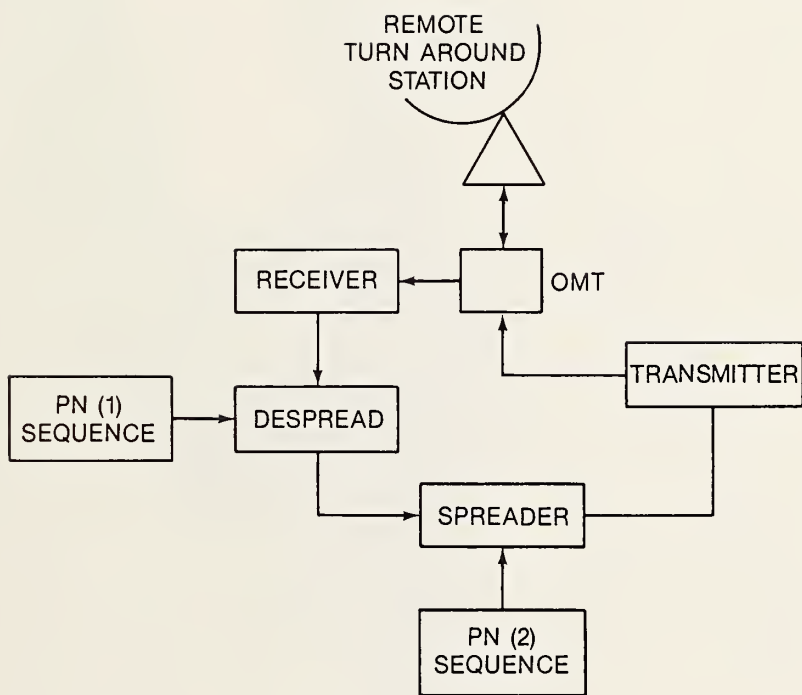 REMOTE
TURN AROUND
STATION
RECEIVER
OMT
TRANSMITTER
PN (1)
SEQUENCE
DESPREAD
SPREADER
PN (2)
SEQUENCE